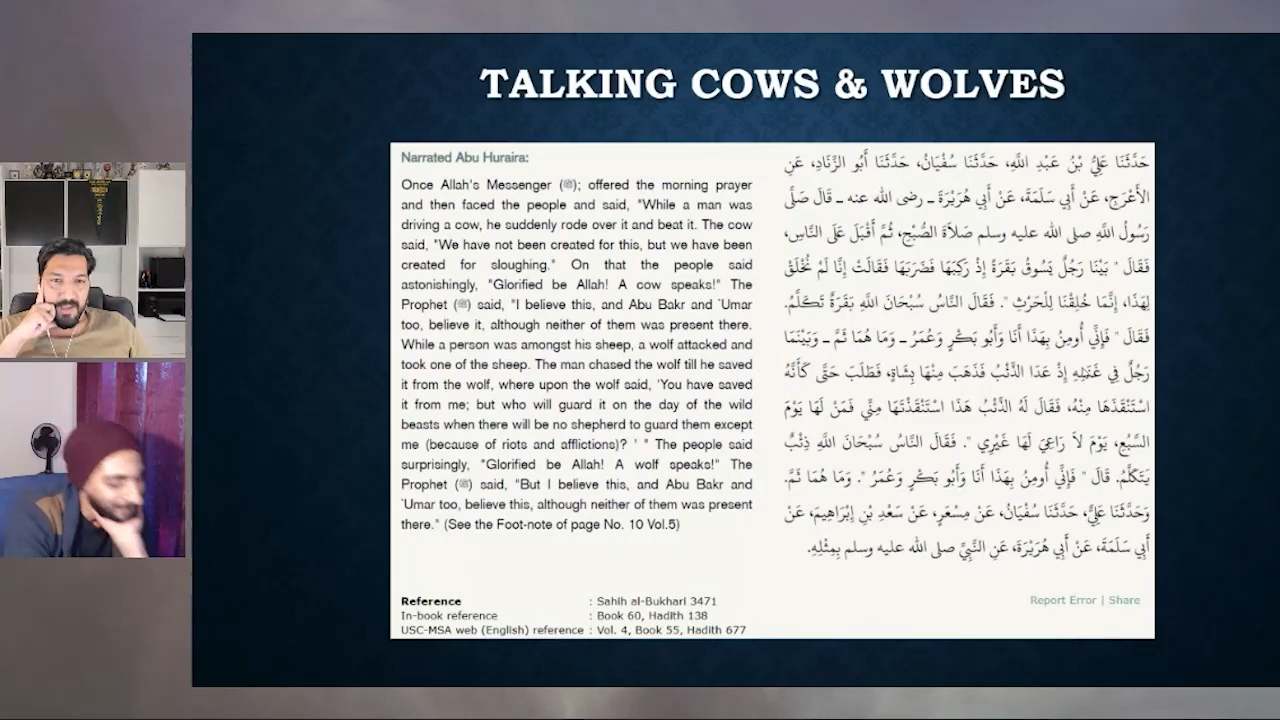 TALKING COWS & WOLVES
Narrated Abu Huraira:
Once Allah's Messenger (ﷺ); offered the morning prayer
and then faced the people and said, "While a man was
driving a cow, he suddenly rode over it and beat it. The cow
said, "We have not been created for this, but we have been
created for sloughing." On that the people said
astonishingly, "Glorified be Allah! A cow speaks!" The
Prophet (ﷺ) said, "I believe this, and Abu Bakr and `Umar
too, believe it, although neither of them was present there.
While a person was amongst his sheep, a wolf attacked and
took one of the sheep. The man chased the wolf till he saved
it from the wolf, where upon the wolf said, 'You have saved
it from me; but who will guard it on the day of the wild
beasts when there will be no shepherd to guard them except
me (because of riots and afflictions)? ' " The people said
surprisingly, "Glorified be Allah! A wolf speaks!" The
Prophet (ﷺ) said, "But I believe this, and Abu Bakr and
`Umar too, believe this, although neither of them was present
there." (See the Foot-note of page No. 10 Vol.5)
حَدَّثَنَا عَلِيُّ بْنُ عَبْدِ اللَّهِ، حَدَّثَنَا سُفْيَانُ، حَدَّثَنَا أَبُو الزِّنَادِ، عَنِ
الأَعْرَجِ، عَنْ أَبِي سَلَمَةَ، عَنْ أَبِي هُرَيْرَةَ ـ رضى الله عنه ـ قَالَ صَلَّى
رَسُولُ اللَّهِ صلى الله عليه وسلم صَلاَةَ الصُّبْحِ، ثُمَّ أَقْبَلَ عَلَى النَّاسِ،
فَقَالَ " بَيْنَا رَجُلٌ يَسُوقُ بَقَرَةً إِذْ رَكِبَهَا فَضَرَبَهَا فَقَالَتْ إِنَّا لَمْ نُخْلَقْ
لِهَذَا، إِنَّمَا خُلِقْنَا لِلْحَرْثِ ". فَقَالَ النَّاسُ سُبْحَانَ اللَّهِ بَقَرَةٌ تَكَلَّمُ.
فَقَالَ " فَإِنِّي أُومِنُ بِهَذَا أَنَا وَأَبُو بَكْرٍ وَعُمَرُ ـ وَمَا هُمَا ثَمَّ ـ وَبَيْنَمَا
رَجُلٌ فِي غَنَمِهِ إِذْ عَدَا الذِّئْبُ فَذَهَبَ مِنْهَا بِشَاةٍ، فَطَلَبَ حَتَّى كَأَنَّهُ
اسْتَنْقَذَهَا مِنْهُ، فَقَالَ لَهُ الذِّئْبُ هَذَا اسْتَنْقَذْتَهَا مِنِّي فَمَنْ لَهَا يَوْمَ
السَّبُعِ، يَوْمَ لاَ رَاعِيَ لَهَا غَيْرِي ". فَقَالَ النَّاسُ سُبْحَانَ اللَّهِ ذِئْبٌ
يَتَكَلَّمُ. قَالَ " فَإِنِّي أُومِنُ بِهَذَا أَنَا وَأَبُو بَكْرٍ وَعُمَرُ ". وَمَا هُمَا ثَمَّ.
وَحَدَّثَنَا عَلِيٌّ، حَدَّثَنَا سُفْيَانُ، عَنْ مِسْعَرٍ، عَنْ سَعْدِ بْنِ إِبْرَاهِيمَ، عَنْ
أَبِي سَلَمَةَ، عَنْ أَبِي هُرَيْرَةَ، عَنِ النَّبِيِّ صلى الله عليه وسلم بِمِثْلِهِ.
Reference : Sahih al-Bukhari 3471
In-book reference : Book 60, Hadith 138
USC-MSA web (English) reference : Vol. 4, Book 55, Hadith 677
Report Error | Share